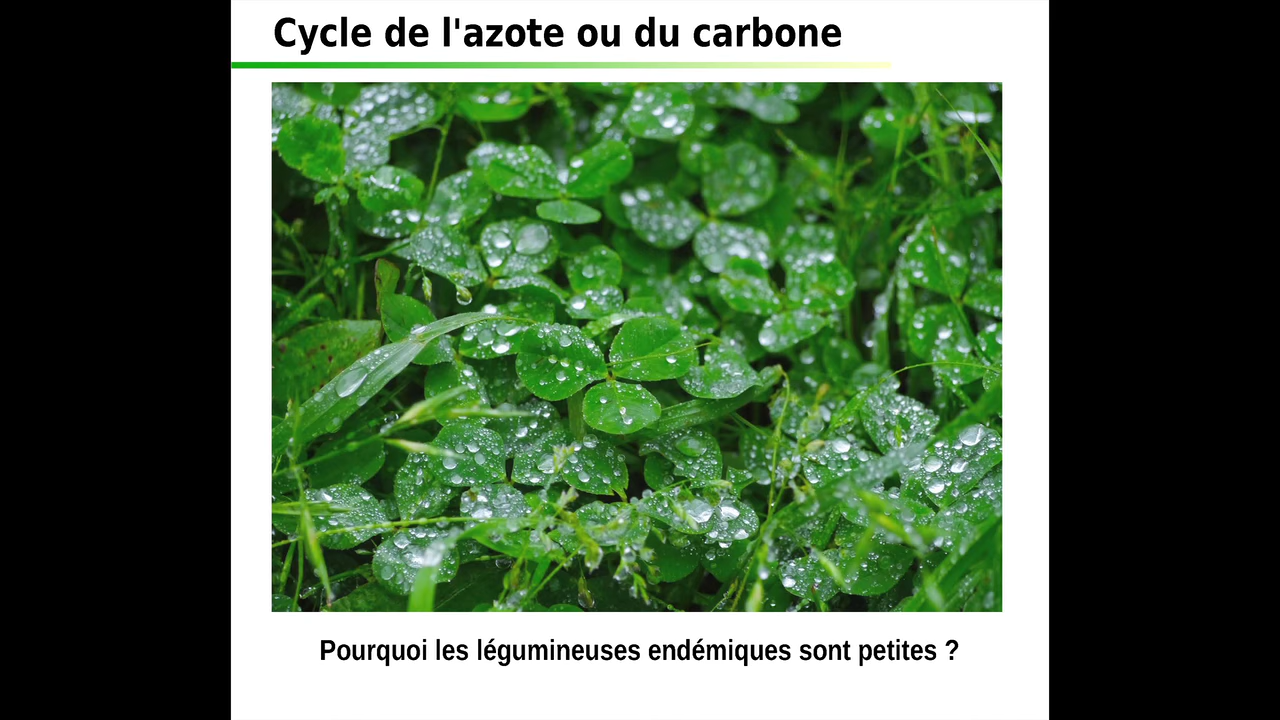 Cycle de l'azote ou du carbone
Pourquoi les légumineuses endémiques sont petites ?